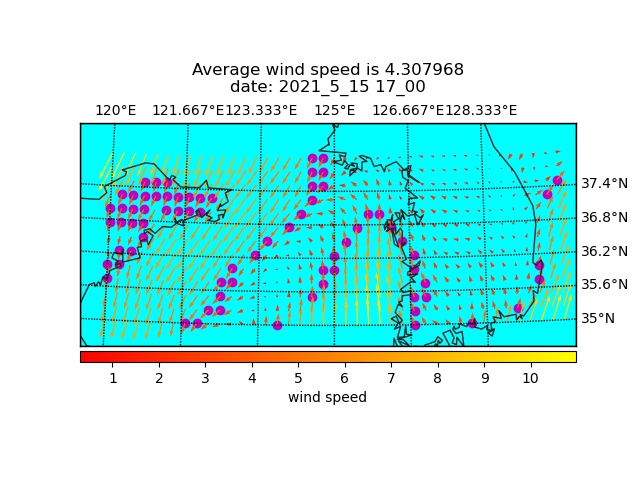 Average wind speed is 4.307968
date: 2021_5_15 17_00
120°E 121.667°E 123.333°E 125°E 126.667°E 128.333°E
37.4°N
36.8°N
36.2°N
35.6°N
35°N
1 2 3 4 5 6 7 8 9 10
wind speed